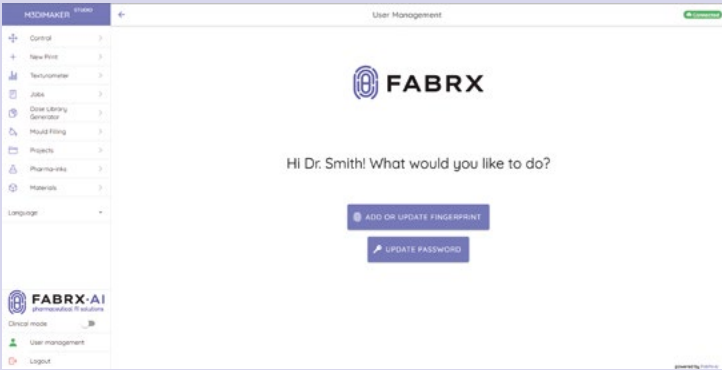 M3DIMAKER STUDIO
User Management
Connected
Control
New Print
Texturometer
Jobs
Dose Library
Generator
Mould Filling
Projects
Pharma-inks
Materials
Language
FABRX
Hi Dr. Smith! What would you like to do?
ADD OR UPDATE FINGERPRINT
UPDATE PASSWORD
FABRX·AI
pharmaceutical IT solutions
Clinical mode
User management
Logout
powered by FabRx-AI